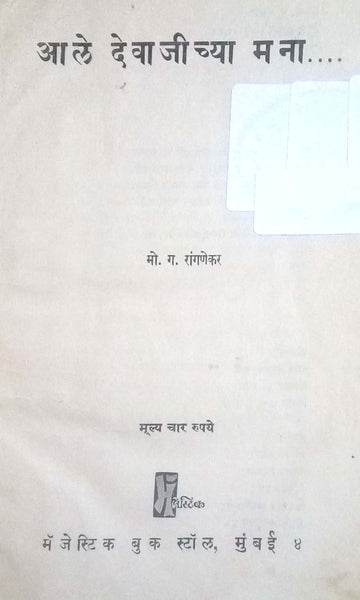 आले देवाजीच्या मना....
मो. ग. रांगणेकर
मूल्य चार रुपये
मॅजेस्टिक
मॅजेस्टिक बुक स्टॉल, मुंबई ४